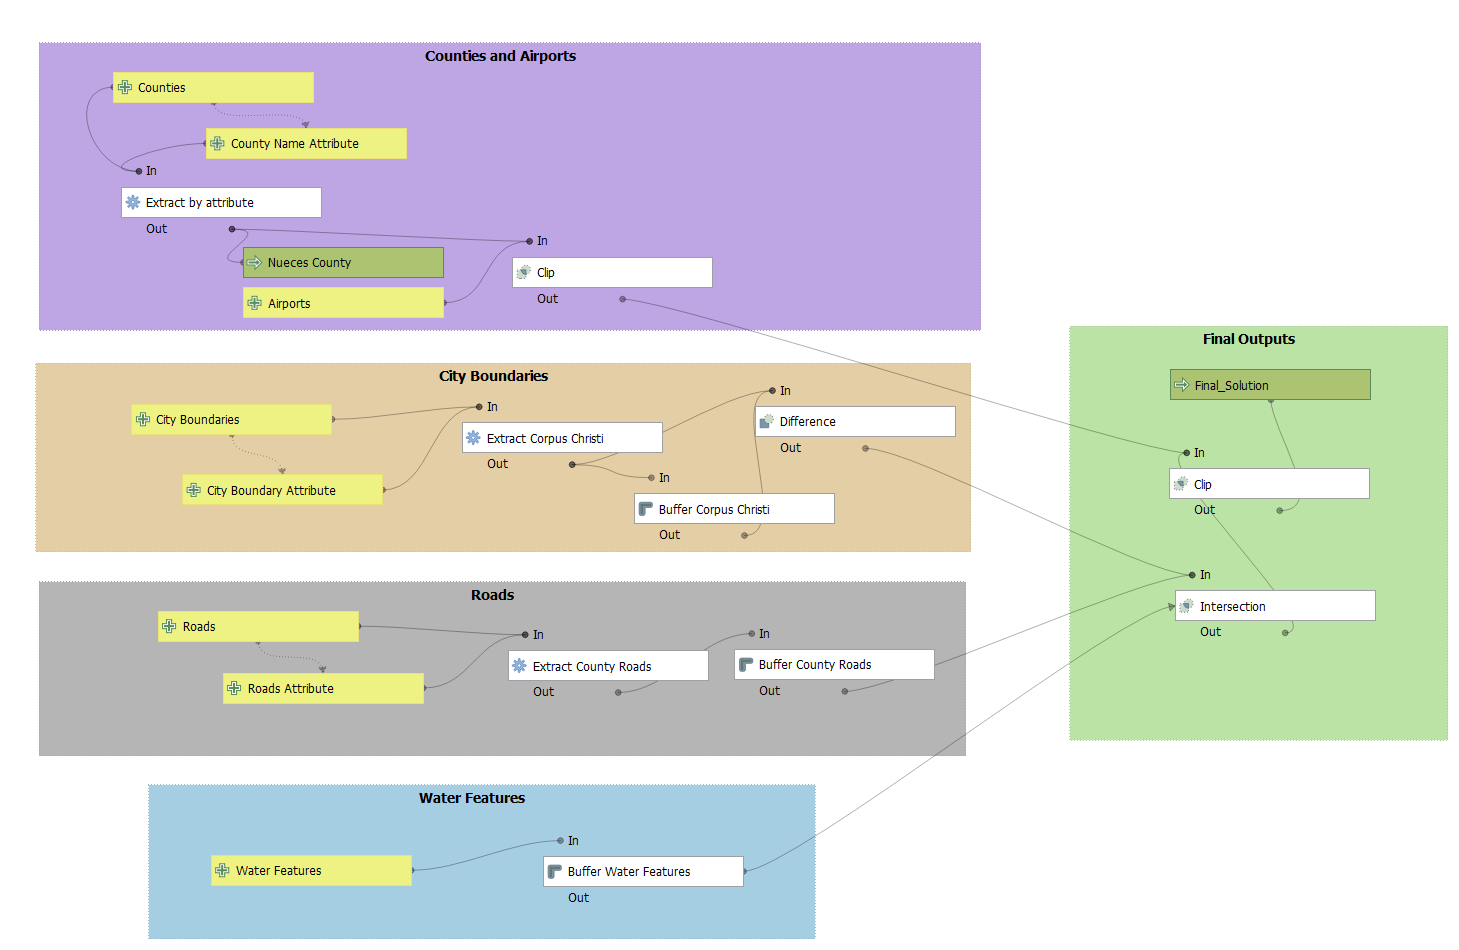 Counties and Airports
Counties
County Name Attribute
In
Extract by attribute
Out
In
Nueces County
Clip
Airports
Out
City Boundaries
In
City Boundaries
In
Difference
Extract Corpus Christi
Out
Out
In
City Boundary Attribute
Buffer Corpus Christi
Out
Roads
Roads
In
In
Extract County Roads
Buffer County Roads
Roads Attribute
Out
Out
Water Features
In
Water Features
Buffer Water Features
Out
Final Outputs
Final_Solution
In
Clip
Out
In
Intersection
Out